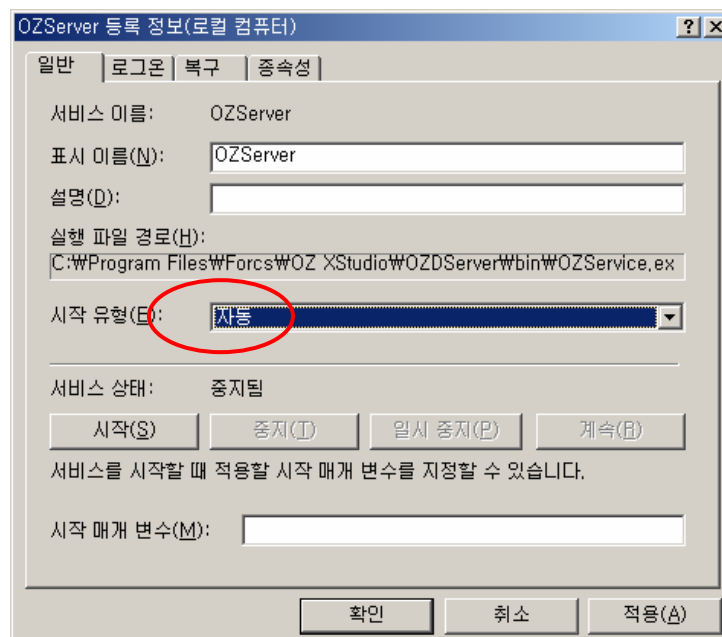 OZServer 등록 정보(로컬 컴퓨터)
일반 로그온 복구 종속성
서비스 이름: OZServer
표시 이름(N): OZServer
설명(D):
실행 파일 경로(H):
C:\Program Files\Forcs\OZ XStudio\OZDServer\bin\OZService.ex
시작 유형(E): 자동
서비스 상태: 중지됨
시작(S) 중지(T) 일시 중지(P) 계속(R)
서비스를 시작할 때 적용할 시작 매개 변수를 지정할 수 있습니다.
시작 매개 변수(M):
확인 취소 적용(A)